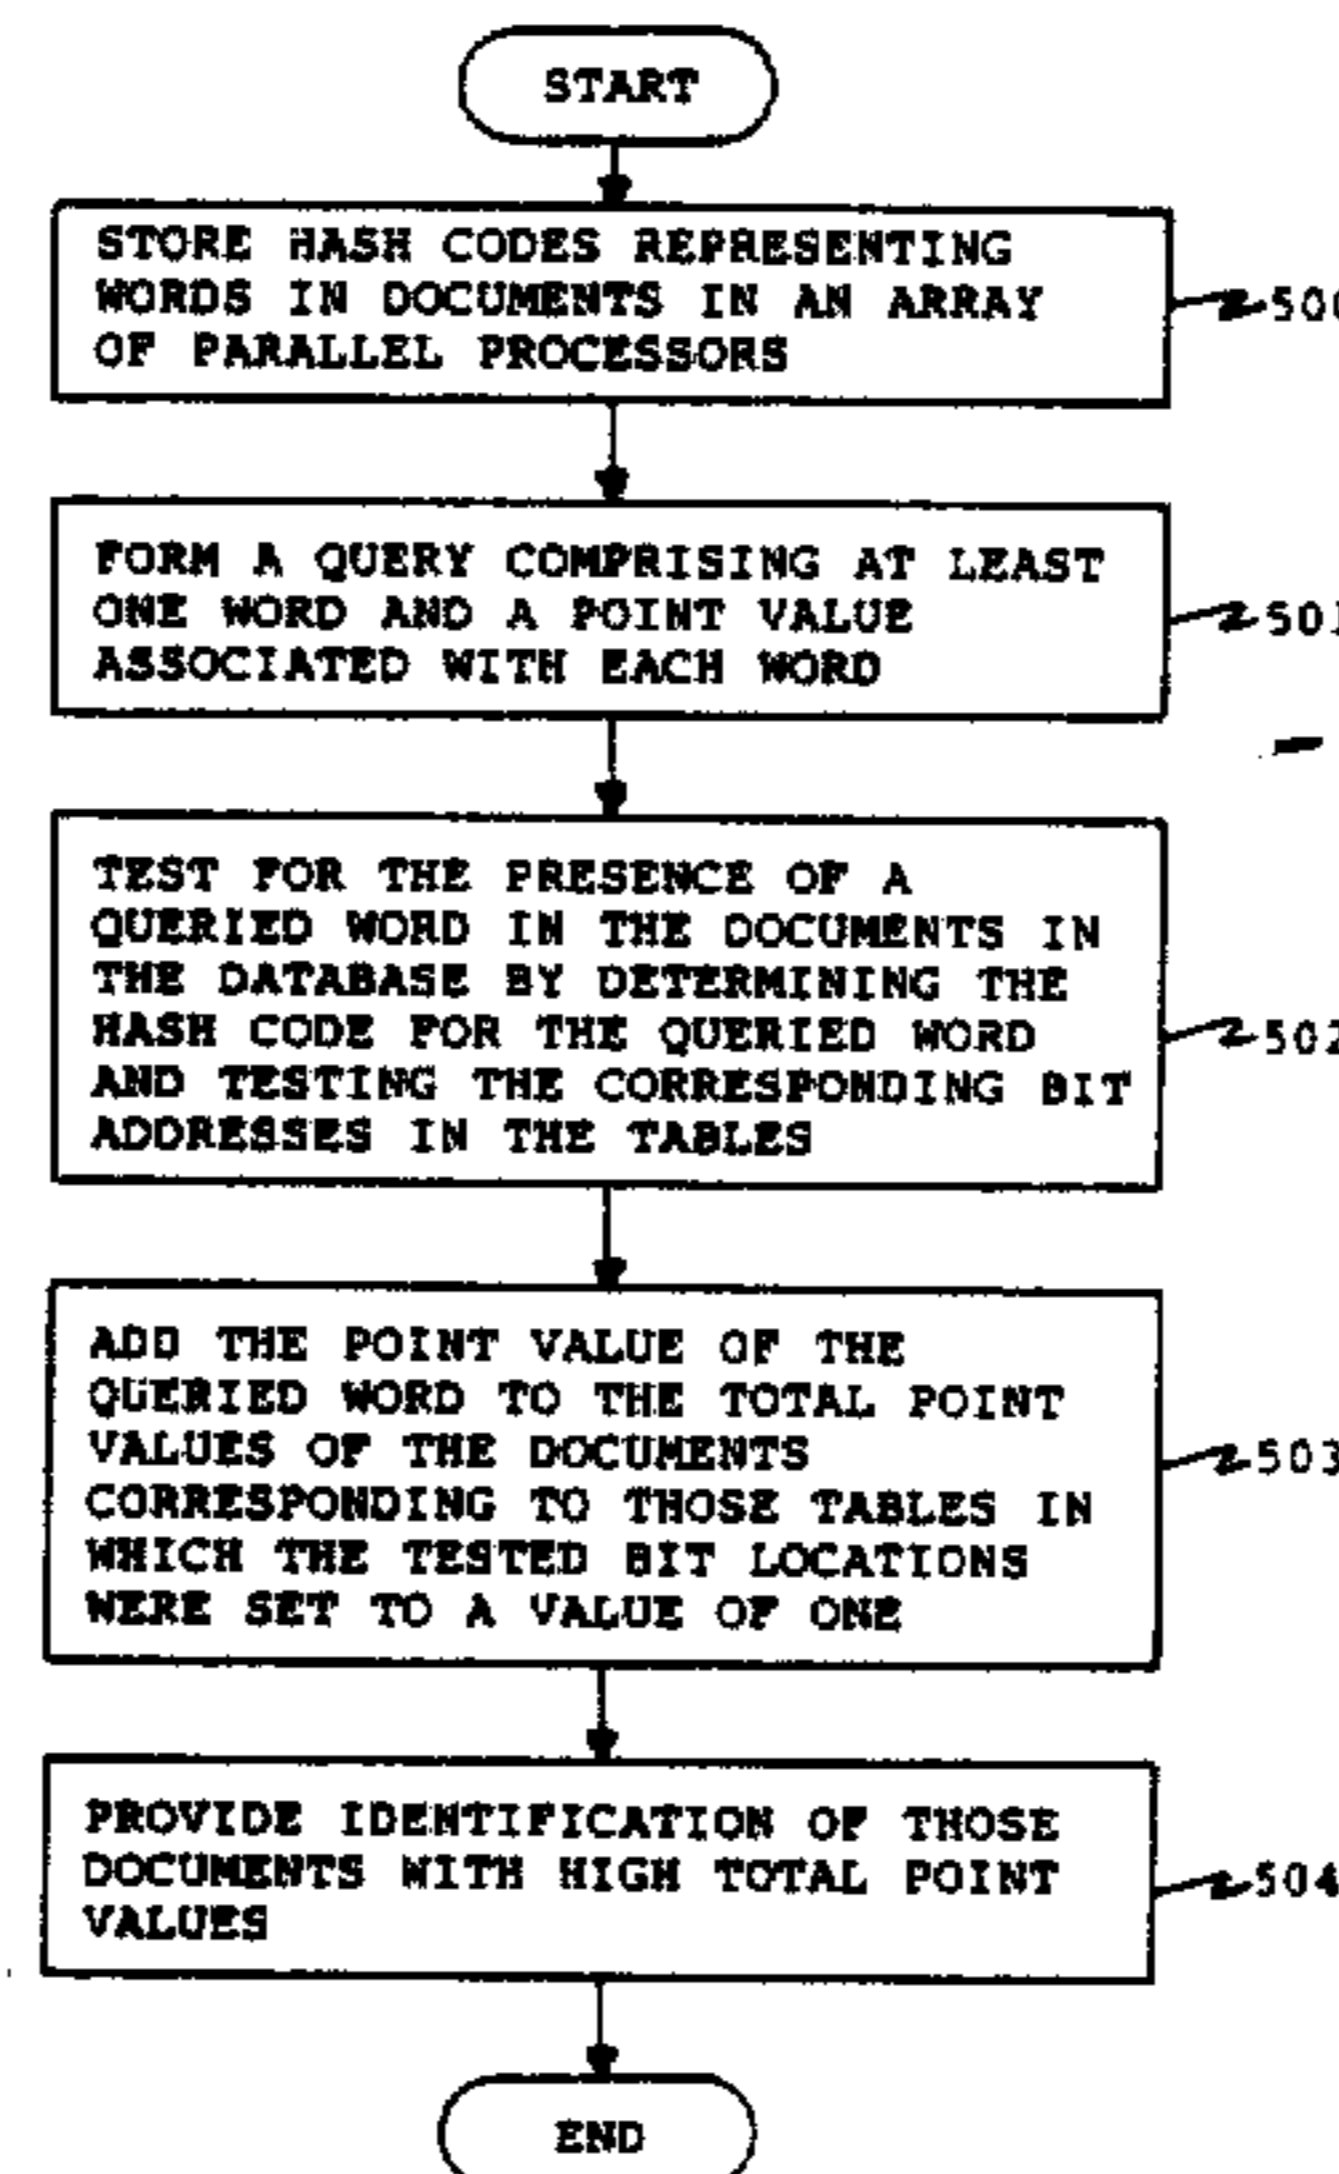 START
STORE HASH CODES REPRESENTING
WORDS IN DOCUMENTS IN AN ARRAY
OF PARALLEL PROCESSORS
500
FORM A QUERY COMPRISING AT LEAST
ONE WORD AND A POINT VALUE
ASSOCIATED WITH EACH WORD
501
TEST FOR THE PRESENCE OF A
QUERIED WORD IN THE DOCUMENTS IN
THE DATABASE BY DETERMINING THE
HASH CODE FOR THE QUERIED WORD
AND TESTING THE CORRESPONDING BIT
ADDRESSES IN THE TABLES
502
ADD THE POINT VALUE OF THE
QUERIED WORD TO THE TOTAL POINT
VALUES OF THE DOCUMENTS
CORRESPONDING TO THOSE TABLES IN
WHICH THE TESTED BIT LOCATIONS
WERE SET TO A VALUE OF ONE
503
PROVIDE IDENTIFICATION OF THOSE
DOCUMENTS WITH HIGH TOTAL POINT
VALUES
504
END